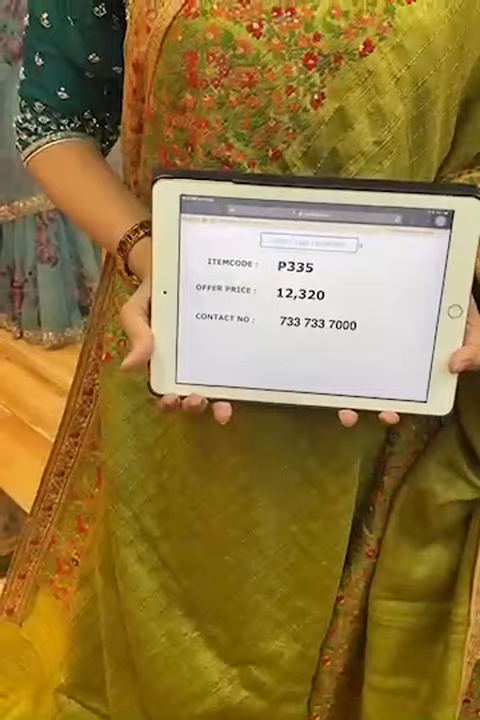 ITEMCODE : P335
OFFER PRICE : 12,320
CONTACT NO : 733 733 7000